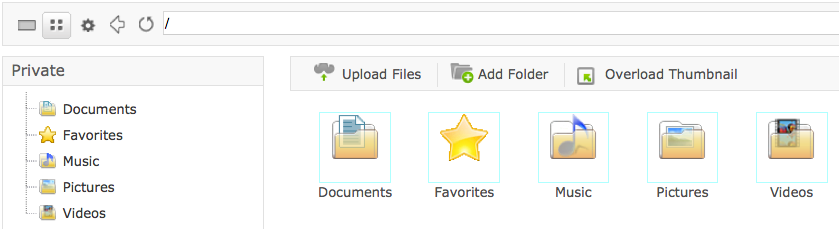 /
Private
Documents
Favorites
Music
Pictures
Videos
Upload Files Add Folder Overload Thumbnail
Documents Favorites Music Pictures Videos